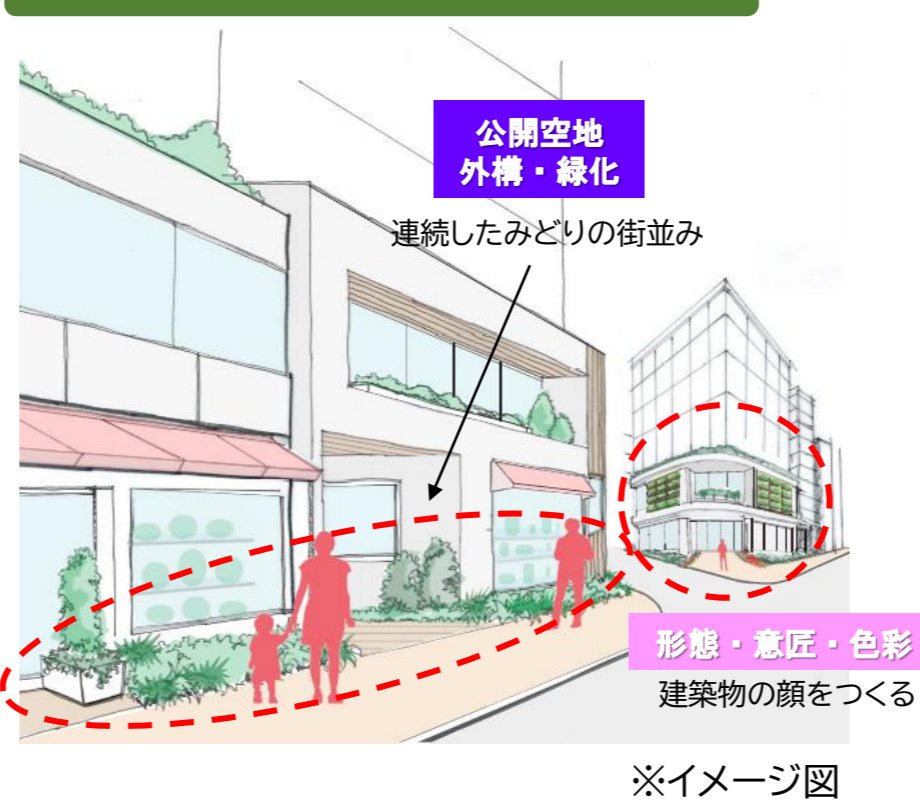 公開空地
外構・緑化
連続したみどりの街並み
形態・意匠・色彩
建築物の顔をつくる
※イメージ図